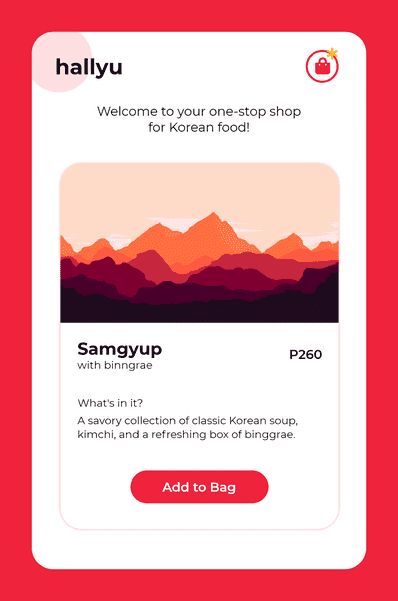 hallyu
Welcome to your one-stop shop
for Korean food!
Samgyup
with binngrae
P260
What's in it?
A savory collection of classic Korean soup,
kimchi, and a refreshing box of binggrae.
Add to Bag